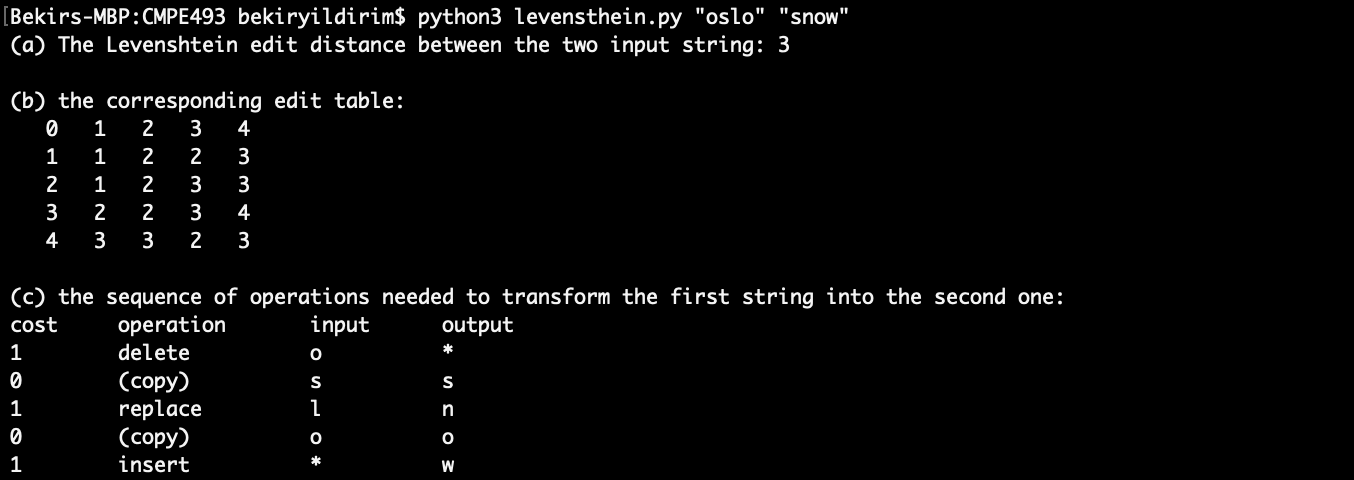 [Bekirs-MBP:CMPE493 bekiryildirim$ python3 levensthein.py "oslo" "snow"
(a) The Levenshtein edit distance between the two input string: 3
(b) the corresponding edit table:
0 1 2 3 4
1 1 2 2 3
2 1 2 3 3
3 2 2 3 4
4 3 3 2 3
(c) the sequence of operations needed to transform the first string into the second one:
cost operation input output
1 delete o *
0 (copy) s s
1 replace l n
0 (copy) o o
1 insert * w